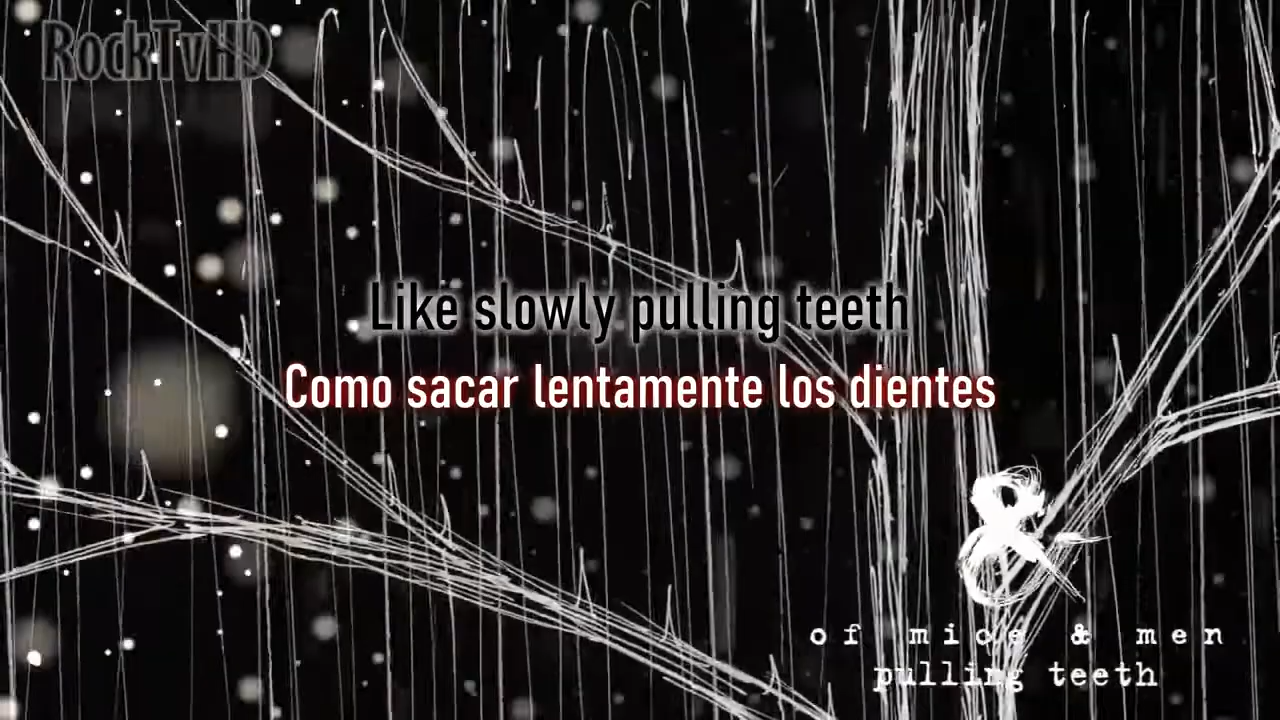 RockTvHD
Like slowly pulling teeth
Como sacar lentamente los dientes
&
of mice & men
pulling teeth